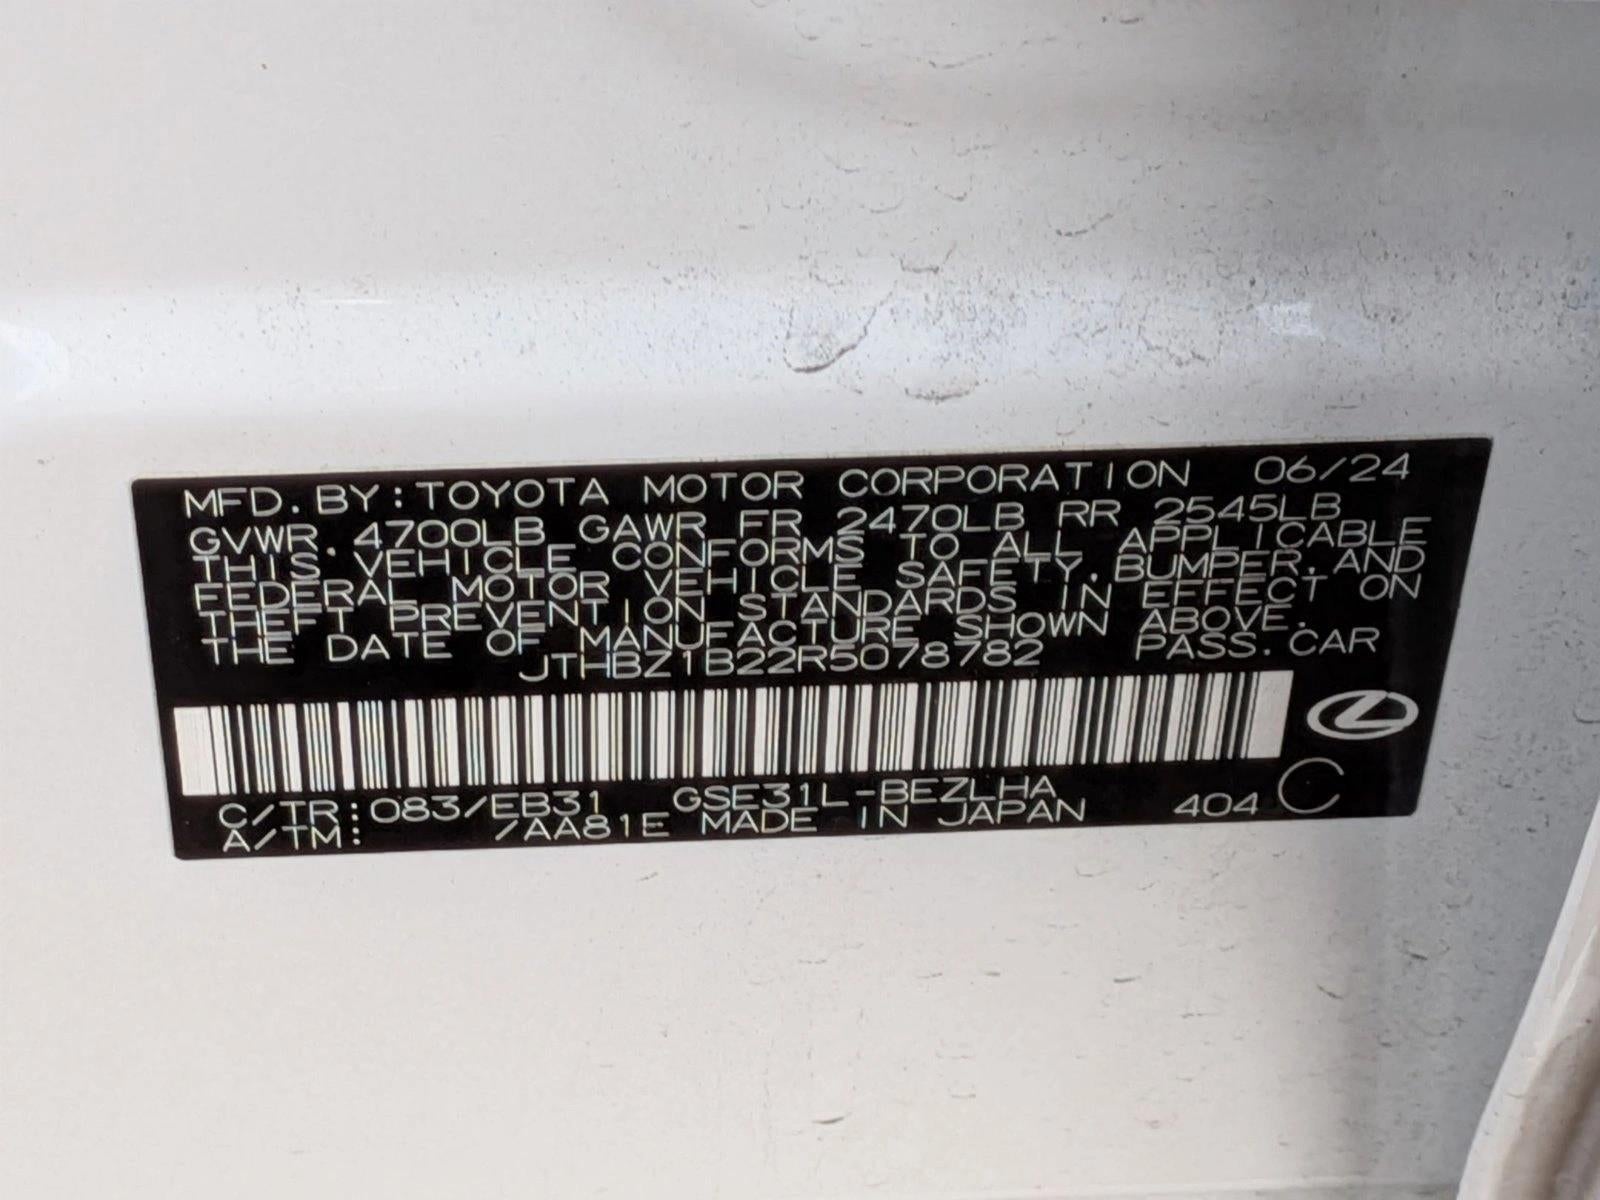 MFD. BY: TOYOTA MOTOR CORPORATION 06/24
GVWR 4700LB GAWR FR 2470LB RR 2545LB
THIS VEHICLE CONFORMS TO ALL APPLICABLE
FEDERAL MOTOR VEHICLE SAFETY, BUMPER, AND
THEFT PREVENTION STANDARDS IN EFFECT ON
THE DATE OF MANUFACTURE SHOWN ABOVE.
JTHBZ1B22R5078782 PASS. CAR
C/TR: 083/EB31 GSE31L-BEZLHA
A/TM: /AA81E MADE IN JAPAN 404 C